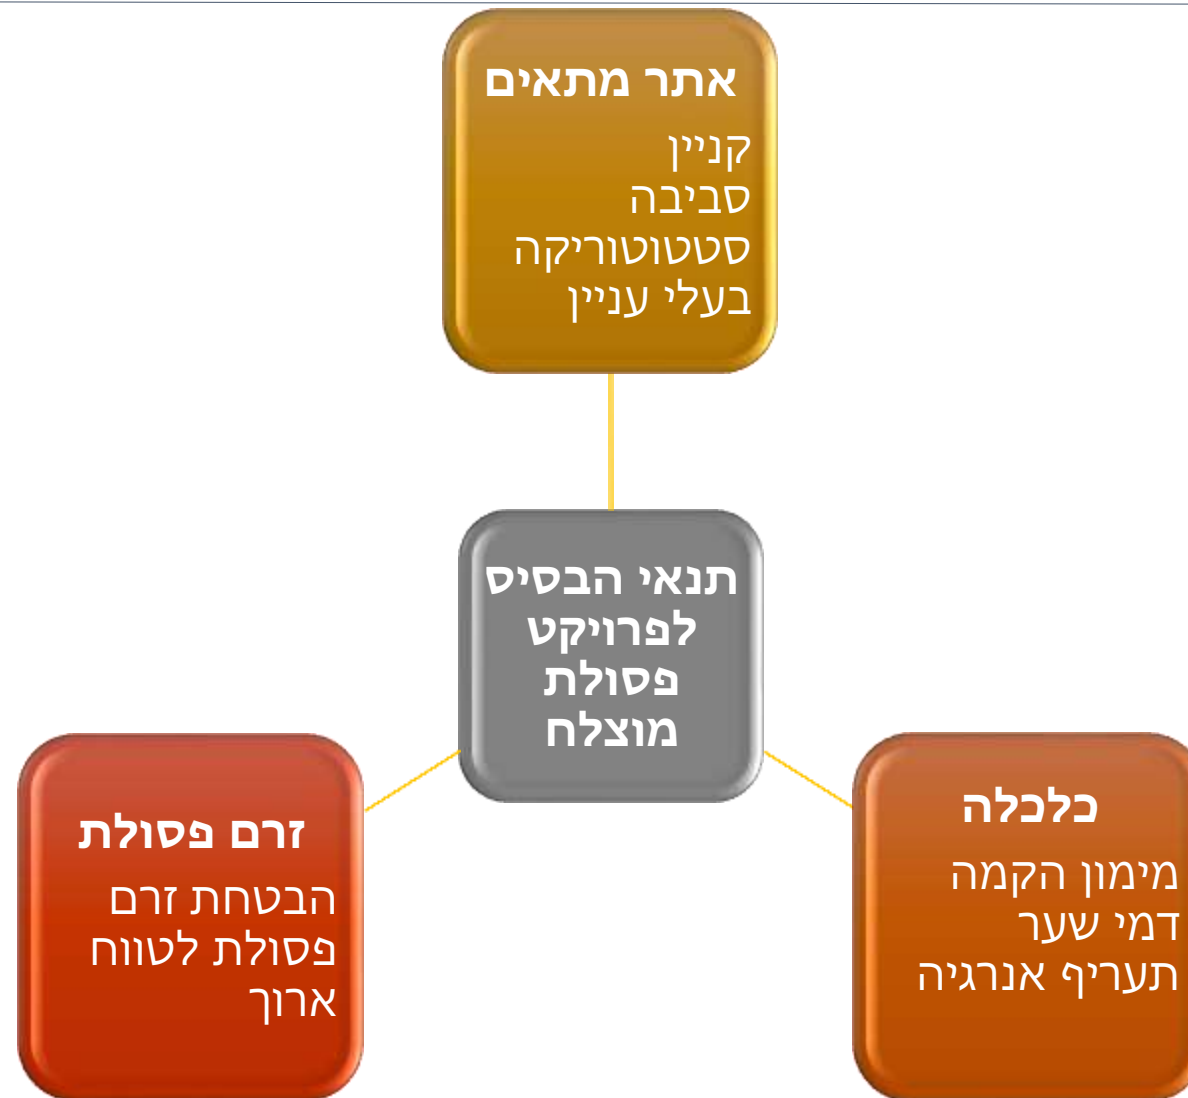 אתר מתאים
קניין
סביבה
סטטוטוריקה
בעלי עניין
תנאי הבסיס
לפרויקט
פסולת
מוצלח
כלכלה
מימון הקמה
דמי שער
תעריף אנרגיה
זרם פסולת
הבטחת זרם
פסולת לטווח
ארוך